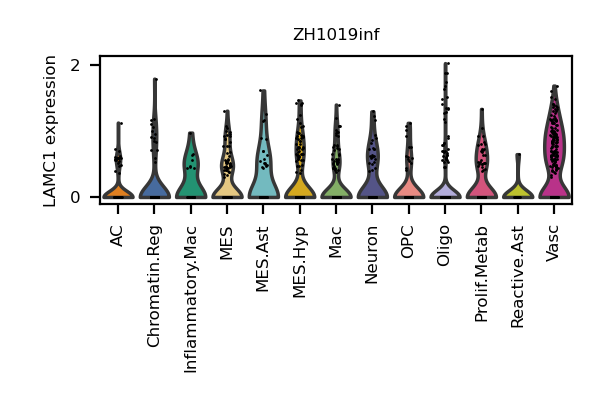 ZH1019inf
LAMC1 expression
2
0
AC
Chromatin.Reg
Inflammatory.Mac
MES
MES.Ast
MES.Hyp
Mac
Neuron
OPC
Oligo
Prolif.Metab
Reactive.Ast
Vasc